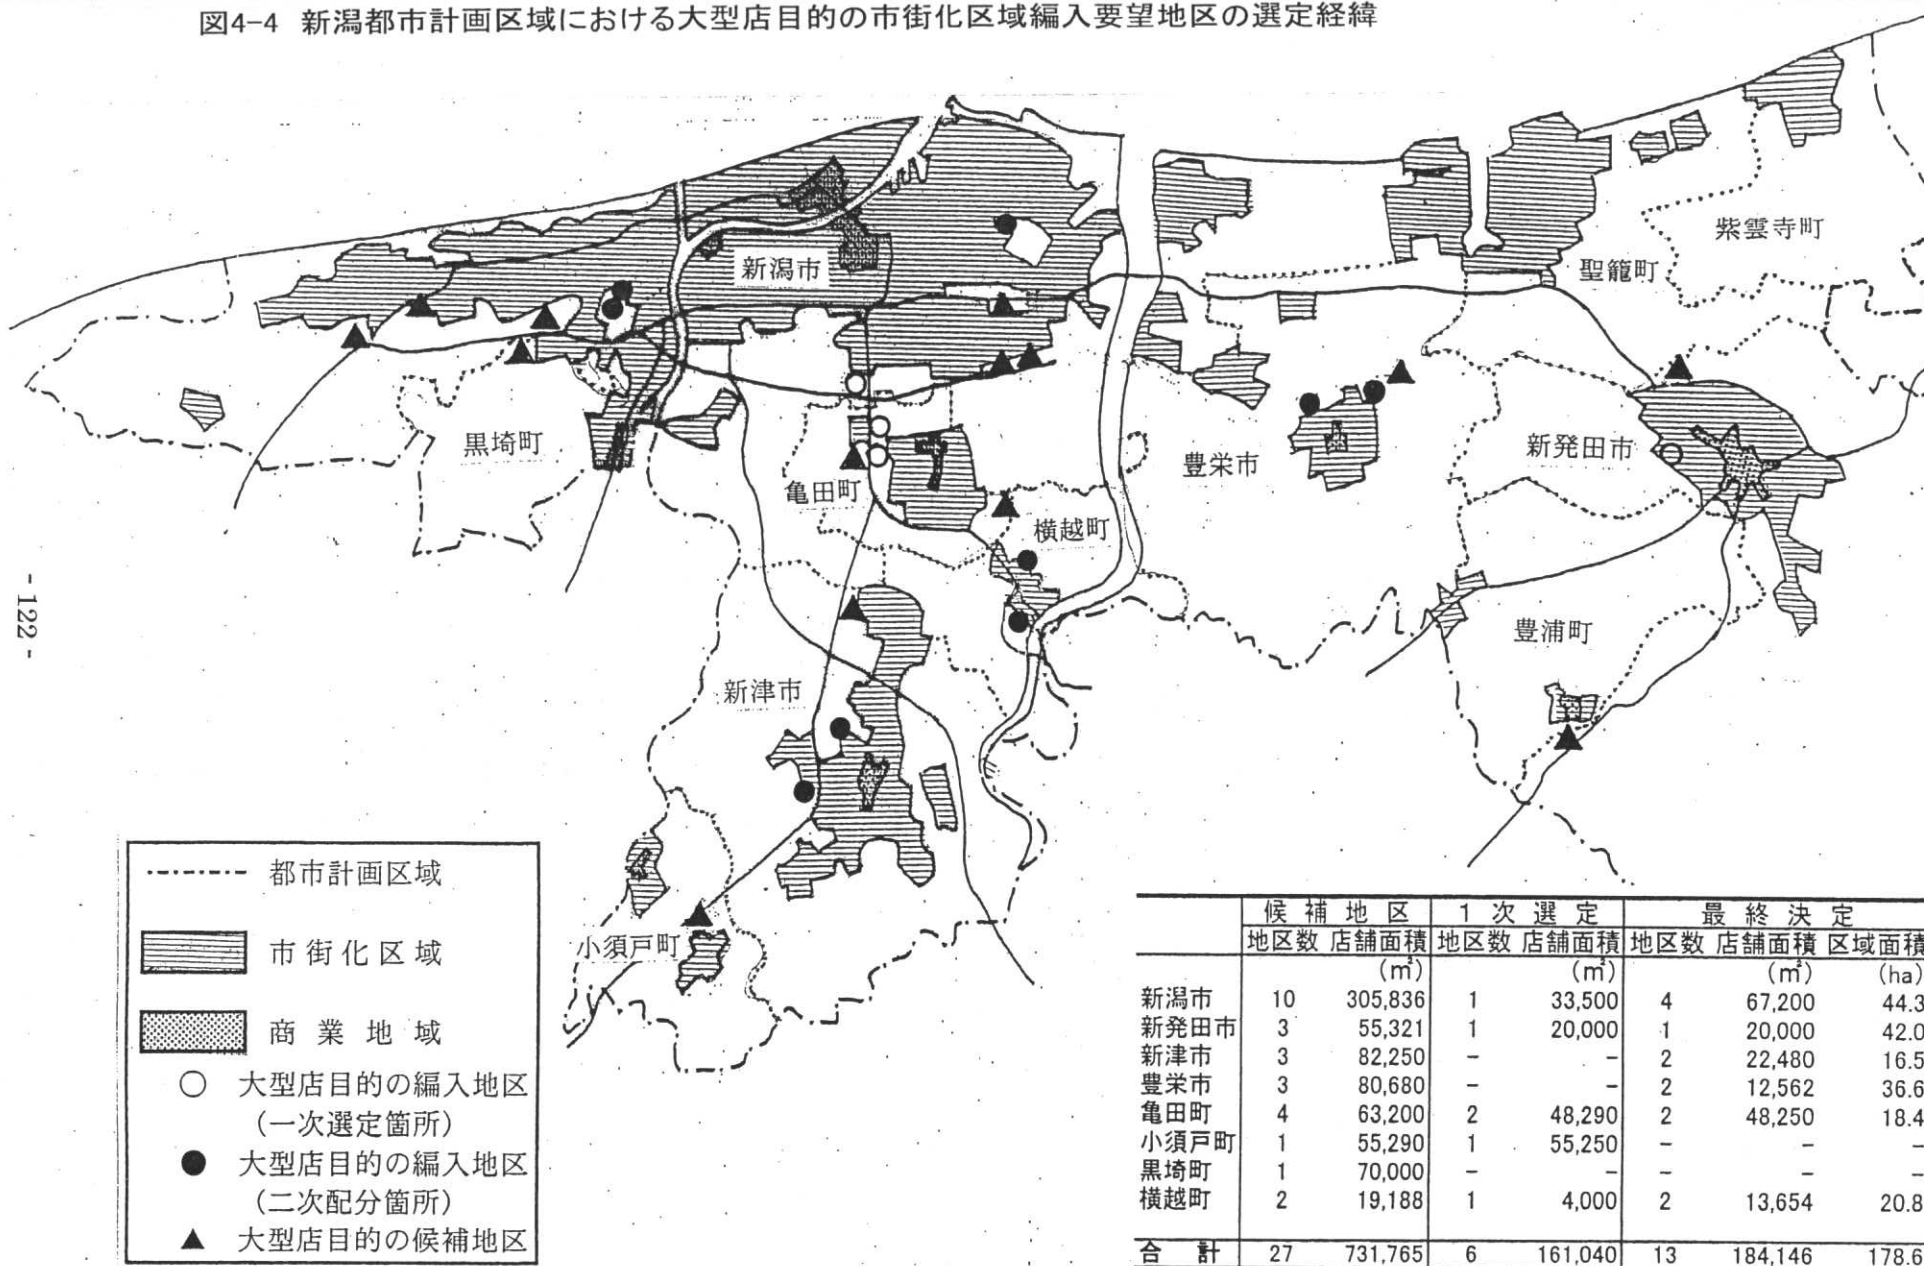 図4-4 新潟都市計画区域における大型店目的の市街化区域編入要望地区の選定経緯
紫雲寺町
新潟市
聖籠町
黒埼町
亀田町
横越町
豊栄市
新発田市
豊浦町
新津市
小須戸町
- 122 -
都市計画区域
市街化区域
商業地域
大型店目的の編入地区
(一次選定箇所)
大型店目的の編入地区
(二次配分箇所)
大型店目的の候補地区
候補地区 1次選定 最終決定
地区数 店舗面積 地区数 店舗面積 地区数 店舗面積 区域面積
(㎡) (㎡) (㎡) (ha)
新潟市 10 305,836 1 33,500 4 67,200 44.3
新発田市 3 55,321 1 20,000 1 20,000 42.0
新津市 3 82,250 - - 2 22,480 16.5
豊栄市 3 80,680 - - 2 12,562 36.6
亀田町 4 63,200 2 48,290 2 48,250 18.4
小須戸町 1 55,290 1 55,250 - - -
黒埼町 1 70,000 - - - - -
横越町 2 19,188 1 4,000 2 13,654 20.8
合計 27 731,765 6 161,040 13 184,146 178.6